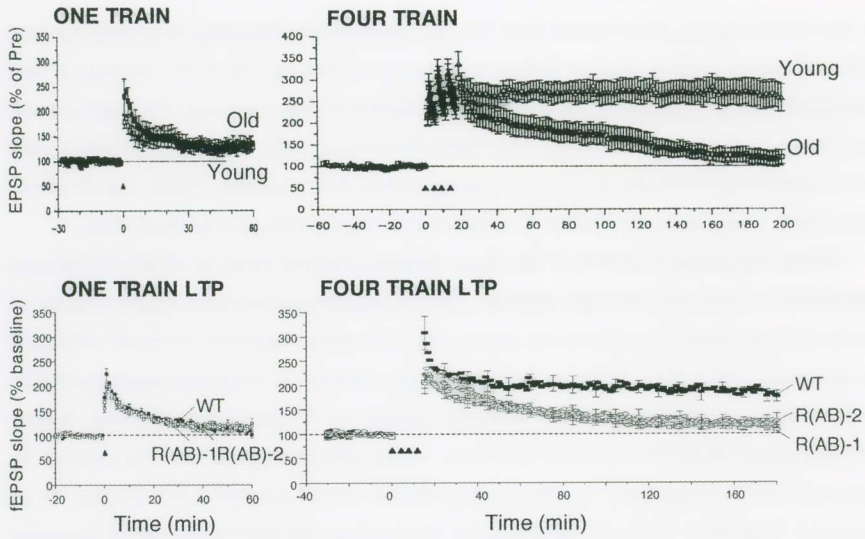 ONE TRAIN
EPSP slope (% of Pre)
250
200
150
100
50
0
Old
Young
-30 0 30 60
FOUR TRAIN
400
350
300
250
200
150
100
50
0
Young
Old
-60 -40 -20 0 20 40 60 80 100 120 140 160 180 200
ONE TRAIN LTP
fEPSP slope (% baseline)
350
300
250
200
150
100
50
0
WT
R(AB)-1R(AB)-2
-20 0 20 40 60
Time (min)
FOUR TRAIN LTP
350
300
250
200
150
100
50
0
WT
R(AB)-2
R(AB)-1
-40 0 40 80 120 160
Time (min)